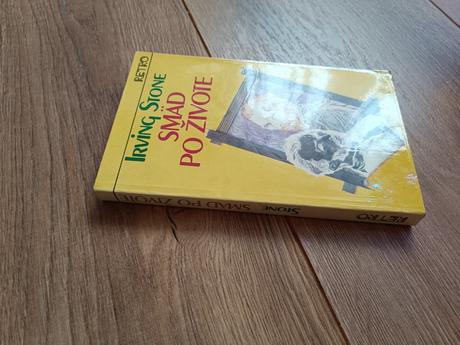 RETRO
IRVING STONE
SMÄD
PO ŽIVOTE
STONE SMÄD PO ŽIVOTE RETRO